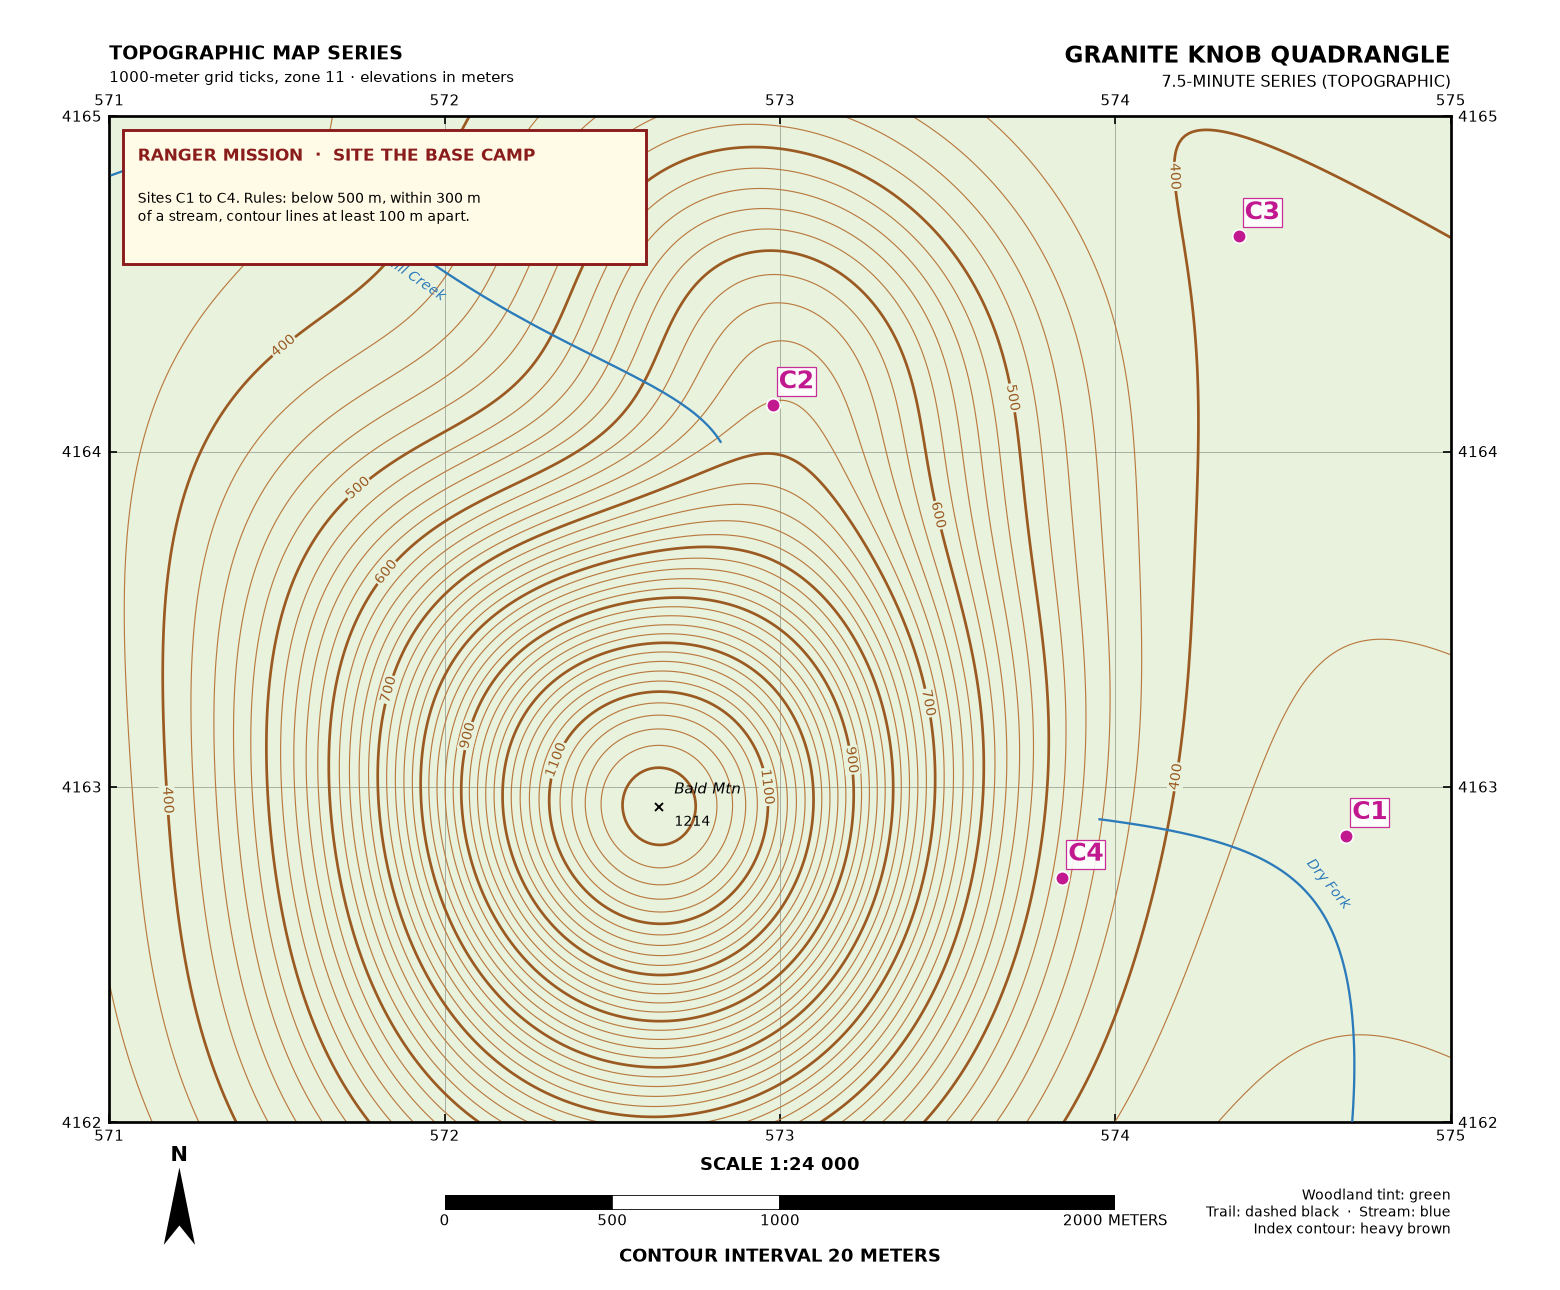 TOPOGRAPHIC MAP SERIES
1000-meter grid ticks, zone 11 · elevations in meters
GRANITE KNOB QUADRANGLE
7.5-MINUTE SERIES (TOPOGRAPHIC)
571 572 573 574 575
4165 4165
RANGER MISSION · SITE THE BASE CAMP
Sites C1 to C4. Rules: below 500 m, within 300 m
of a stream, contour lines at least 100 m apart.
400
C3
ill Creek
400
C2
500
4164 4164
500
600
600
700
700
900
900
1100
1100
400
400
Bald Mtn
1214
4163 4163
C1
C4
Dry Fork
4162 4162
571 572 573 574 575
N
SCALE 1:24 000
0 500 1000 2000 METERS
CONTOUR INTERVAL 20 METERS
Woodland tint: green
Trail: dashed black · Stream: blue
Index contour: heavy brown